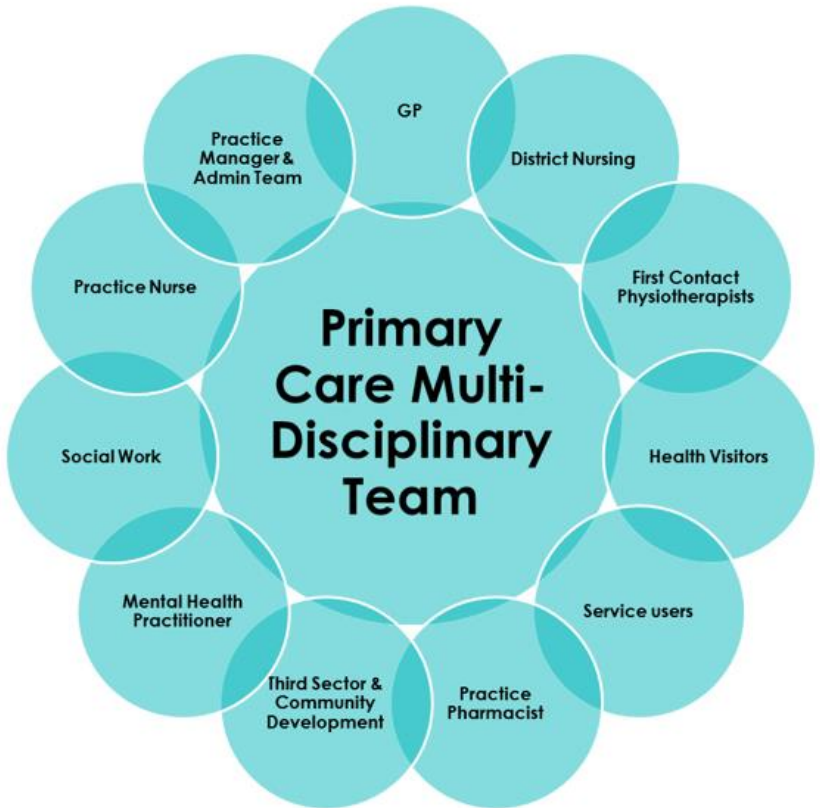 GP
District Nursing
First Contact
Physiotherapists
Health Visitors
Service users
Practice
Pharmacist
Third Sector &
Community
Development
Mental Health
Practitioner
Social Work
Practice Nurse
Practice
Manager &
Admin Team
Primary
Care Multi-
Disciplinary
Team